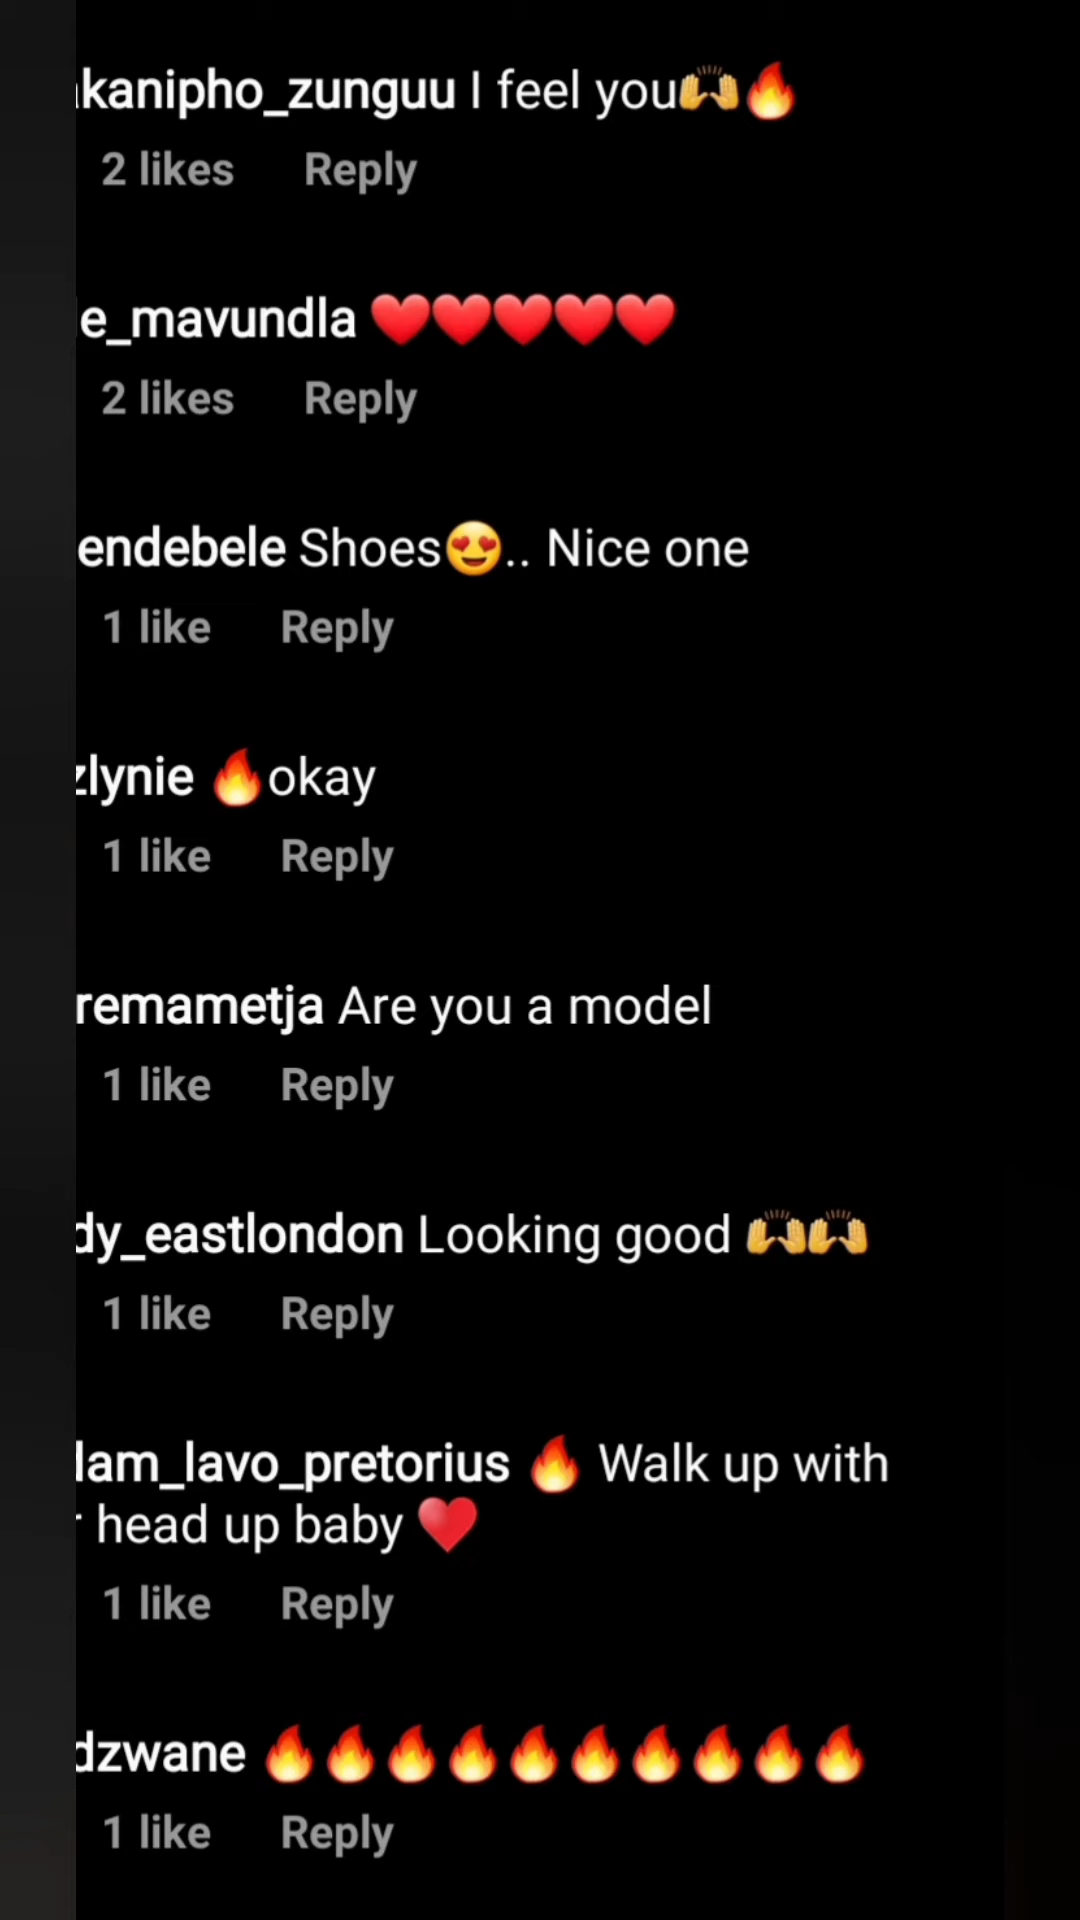 kanipho_zunguu I feel you🙌🔥
2 likes Reply
e_mavundla ❤️❤️❤️❤️❤️
2 likes Reply
endebele Shoes😍.. Nice one
1 like Reply
zlynie 🔥okay
1 like Reply
remametja Are you a model
1 like Reply
dy_eastlondon Looking good 🙌🙌
1 like Reply
lam_lavo_pretorius 🔥 Walk up with
head up baby ♥️
1 like Reply
dzwane 🔥🔥🔥🔥🔥🔥🔥🔥🔥🔥
1 like Reply